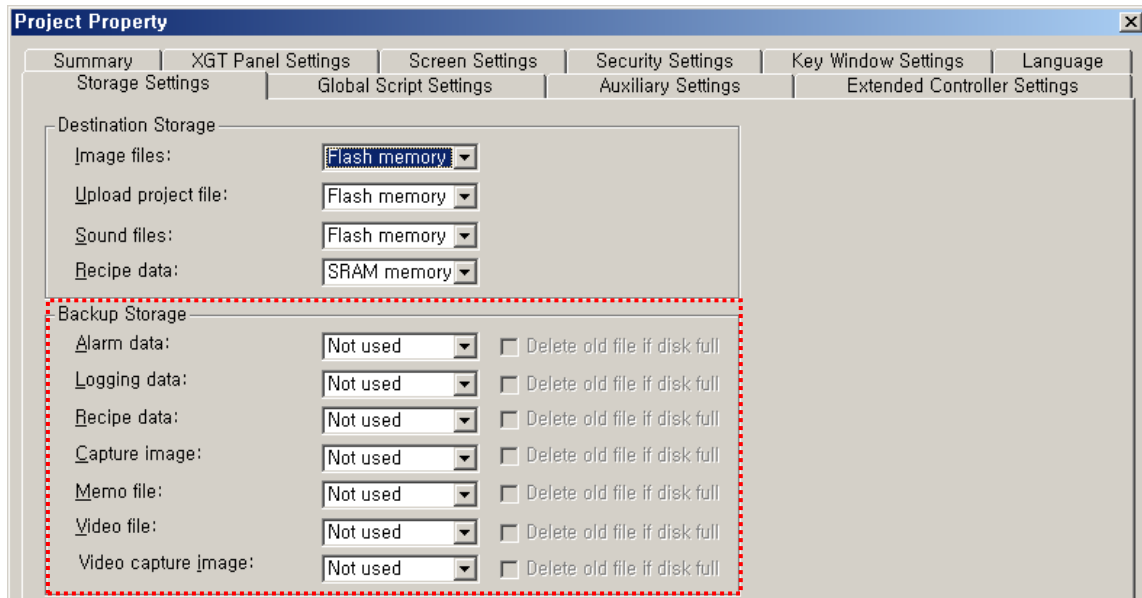 Project Property
Summary XGT Panel Settings Screen Settings Security Settings Key Window Settings Language
Storage Settings Global Script Settings Auxiliary Settings Extended Controller Settings
Destination Storage
Image files: Flash memory
Upload project file: Flash memory
Sound files: Flash memory
Recipe data: SRAM memory
Backup Storage
Alarm data: Not used Delete old file if disk full
Logging data: Not used Delete old file if disk full
Recipe data: Not used Delete old file if disk full
Capture image: Not used Delete old file if disk full
Memo file: Not used Delete old file if disk full
Video file: Not used Delete old file if disk full
Video capture image: Not used Delete old file if disk full